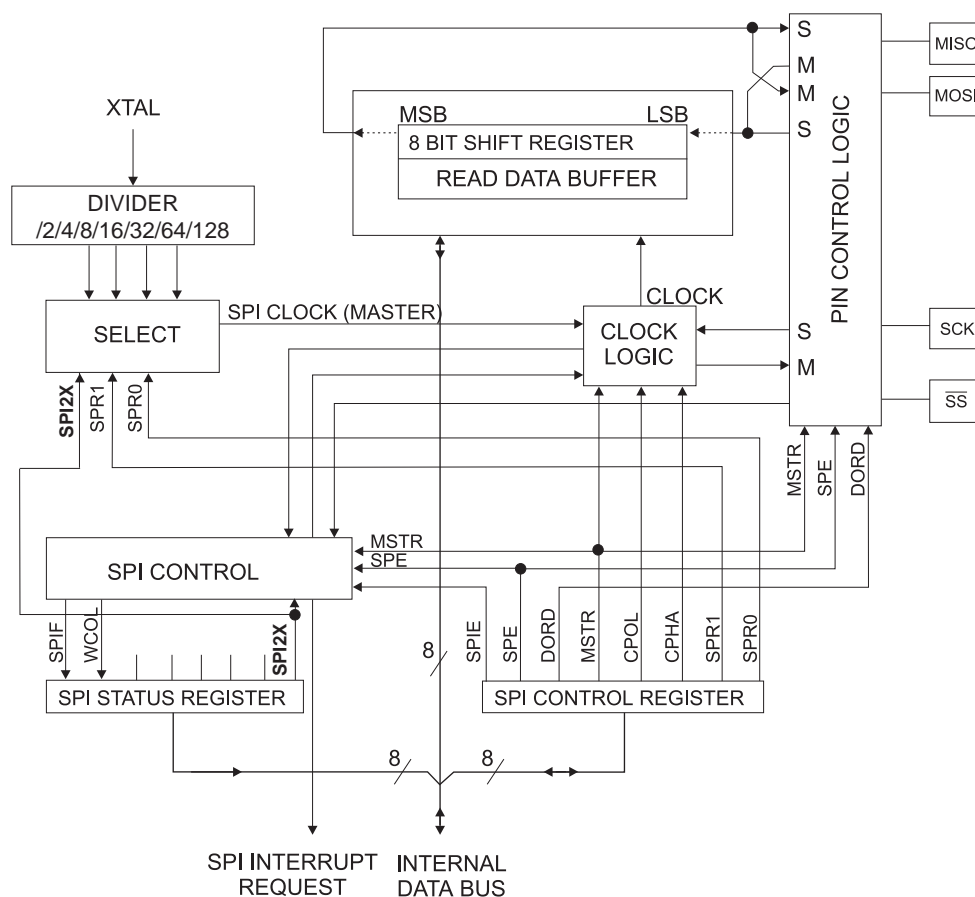 S
MISO
M
MOSI
M
XTAL
MSB
LSB
S
8 BIT SHIFT REGISTER
READ DATA BUFFER
DIVIDER
/2/4/8/16/32/64/128
PIN CONTROL LOGIC
SPI CLOCK (MASTER)
CLOCK
SELECT
CLOCK
LOGIC
S
SCK
M
SPI2X
SPR1
SPR0
SS
MSTR
SPE
DORD
MSTR
SPE
SPI CONTROL
SPIF
WCOL
SPI2X
SPIE
SPE
DORD
MSTR
CPOL
CPHA
SPR1
SPR0
8
SPI STATUS REGISTER
SPI CONTROL REGISTER
8
8
SPI INTERRUPT
REQUEST
INTERNAL
DATA BUS